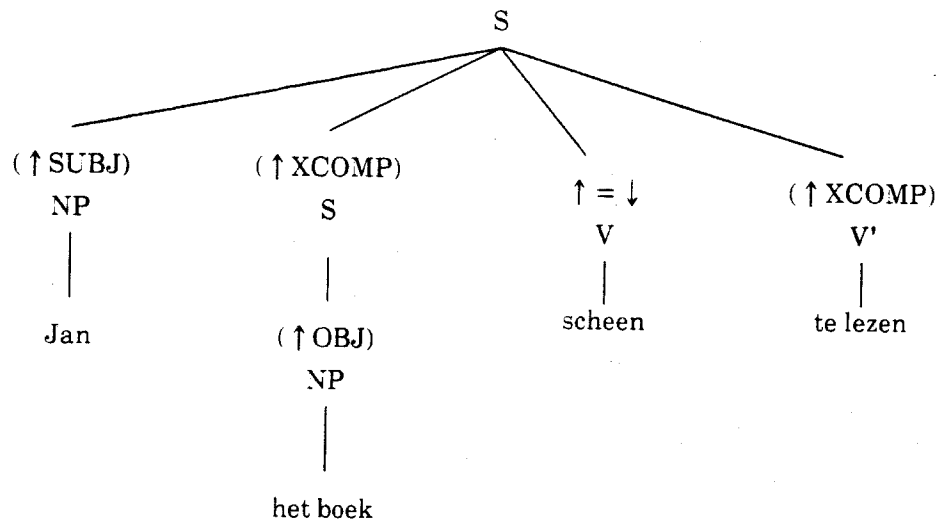 S
(↑SUBJ) (↑XCOMP) ↑=↓ (↑XCOMP)
NP S V V'
Jan (↑OBJ) scheen te lezen
NP
het boek